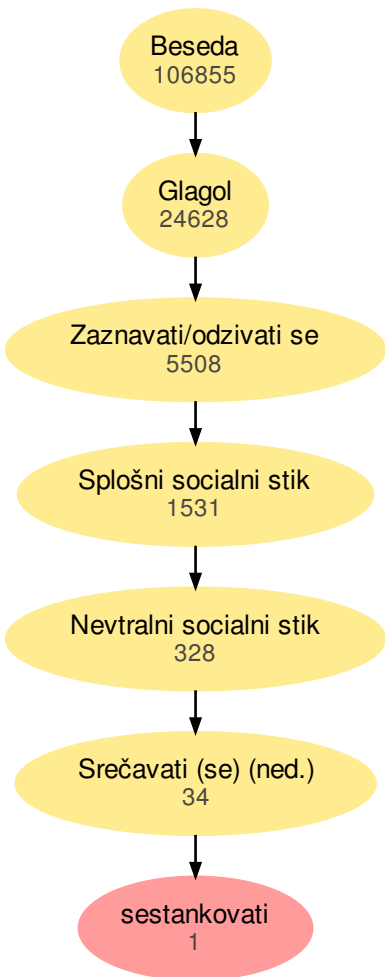 Beseda
106855
Glagol
24628
Zaznavati/odzivati se
5508
Splošni socialni stik
1531
Nevtralni socialni stik
328
Srečavati (se) (ned.)
34
sestankovati
1